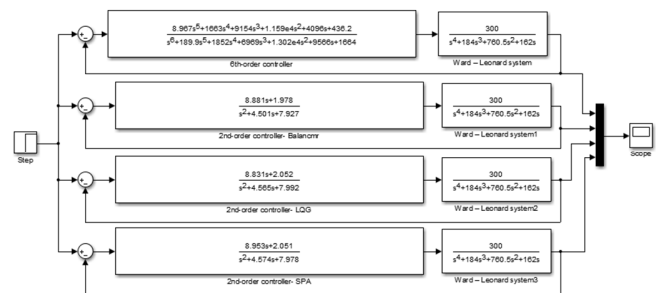 8.967s^5+1663s^4+9154s^3+1.159e4s^2+4096s+436.2
s^6+189.9s^5+1852s^4+6969s^3+1.302e4s^2+9566s+1664
6th-order controller
300
s^4+184s^3+760.5s^2+162s
Ward – Leonard system
8.881s+1.978
s^2+4.501s+7.927
2nd-order controller- Balancmr
300
s^4+184s^3+760.5s^2+162s
Ward – Leonard system1
Step
Scope
8.831s+2.052
s^2+4.565s+7.992
2nd-order controller- LQG
300
s^4+184s^3+760.5s^2+162s
Ward – Leonard system2
8.953s+2.051
s^2+4.574s+7.978
2nd-order controller- SPA
300
s^4+184s^3+760.5s^2+162s
Ward – Leonard system3